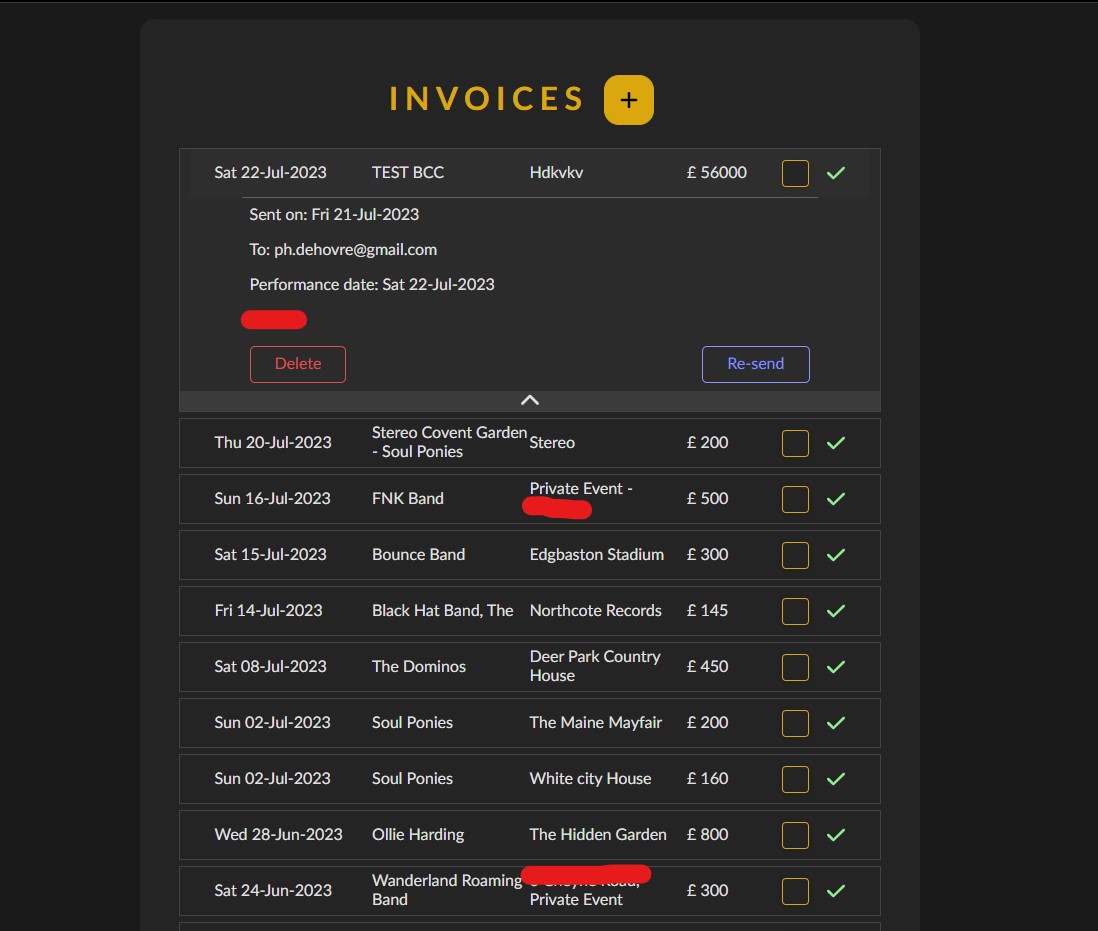 INVOICES +
Sat 22-Jul-2023 TEST BCC Hdkvkv £ 56000
Sent on: Fri 21-Jul-2023
To: ph.dehovre@gmail.com
Performance date: Sat 22-Jul-2023
Delete Re-send
Thu 20-Jul-2023 Stereo Covent Garden Stereo £ 200
- Soul Ponies
Sun 16-Jul-2023 FNK Band Private Event - £ 500
Sat 15-Jul-2023 Bounce Band Edgbaston Stadium £ 300
Fri 14-Jul-2023 Black Hat Band, The Northcote Records £ 145
Sat 08-Jul-2023 The Dominos Deer Park Country £ 450
House
Sun 02-Jul-2023 Soul Ponies The Maine Mayfair £ 200
Sun 02-Jul-2023 Soul Ponies White city House £ 160
Wed 28-Jun-2023 Ollie Harding The Hidden Garden £ 800
Sat 24-Jun-2023 Wanderland Roaming £ 300
Band Private Event